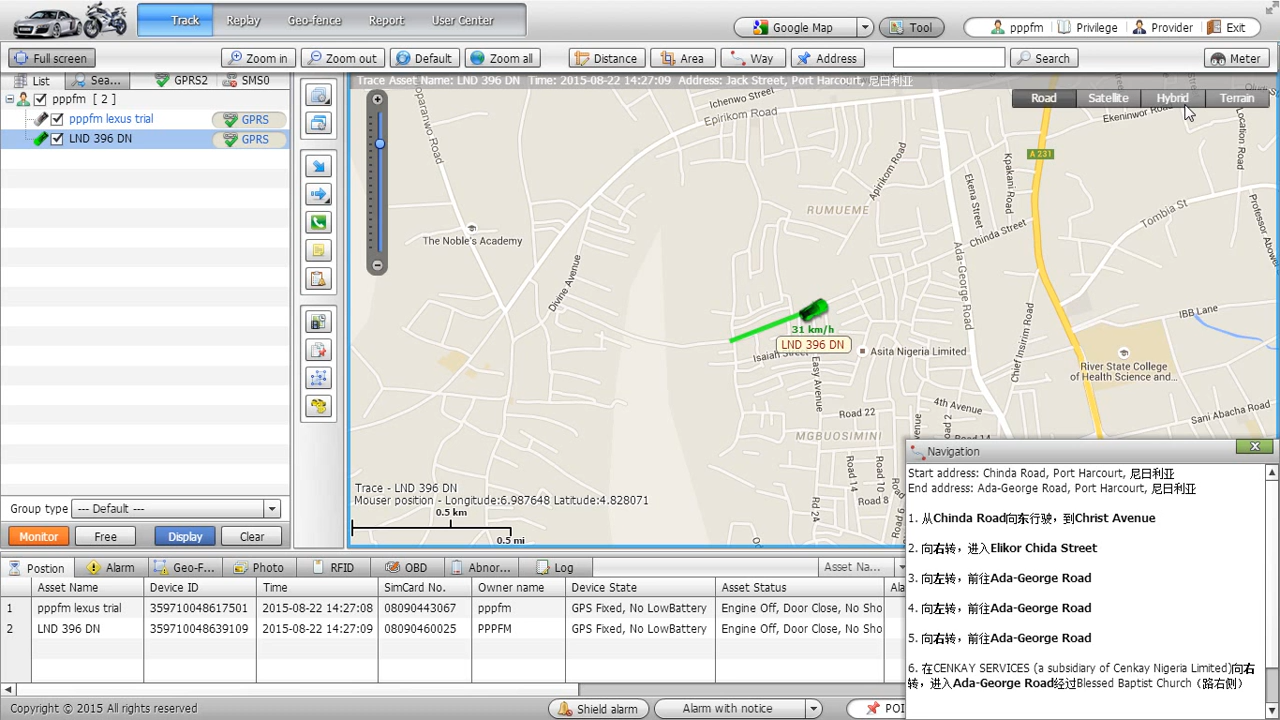 Track Replay Geo-fence Report User Center Google Map Tool pppfm Privilege Provider Exit
Full screen Zoom in Zoom out Default Zoom all Distance Area Way Address Search Meter
List Sea... GPRS2 SMS0
pppfm [ 2 ]
pppfm lexus trial GPRS
LND 396 DN GPRS
Trace Asset Name: LND 396 DN Time: 2015-08-22 14:27:09 Address: Jack Street, Port Harcourt, 尼日利亚
Road Satellite Hybrid Terrain
Ichenwo Street
Epirikom Road
Ekeninwor Road
Location Road
A 231
Apirikom Road
Kpakani Road
Ekena Street
RUMUEME
Tombia St
Chinda Street
The Noble's Academy
Divine Avenue
Ada-George Road
IBB Lane
31 km/h
LND 396 DN
Isaiah Street
Asita Nigeria Limited
Chief Insirim Road
River State College
of Health Science and...
Easy Avenue
4th Avenue
Road 22
Sani Abacha Road
MGBUOSIMINI
Road 14
Road 10
Road 8
Rd 2A
Trace - LND 396 DN
Mouser position - Longitude:6.987648 Latitude:4.828071
0.5 km
0.5 mi
Group type --- Default ---
Monitor Free Display Clear
Navigation
Start address: Chinda Road, Port Harcourt, 尼日利亚
End address: Ada-George Road, Port Harcourt, 尼日利亚
1. 从Chinda Road向东行驶，到Christ Avenue
2. 向右转，进入Elikor Chida Street
3. 向左转，前往Ada-George Road
4. 向左转，前往Ada-George Road
5. 向右转，前往Ada-George Road
6. 在CENKAY SERVICES (a subsidiary of Cenkay Nigeria Limited)向右
转，进入Ada-George Road经过Blessed Baptist Church（路右侧）
Postion Alarm Geo-F... Photo RFID OBD Abnor... Log Asset Na...
Asset Name Device ID Time SimCard No. Owner name Device State Asset Status Ala
1 pppfm lexus trial 359710048617501 2015-08-22 14:27:08 08090443067 pppfm GPS Fixed, No LowBattery Engine Off, Door Close, No Sho
2 LND 396 DN 359710048639109 2015-08-22 14:27:09 08090460025 PPPFM GPS Fixed, No LowBattery Engine Off, Door Close, No Sho
Copyright © 2015 All rights reserved Shield alarm Alarm with notice POI